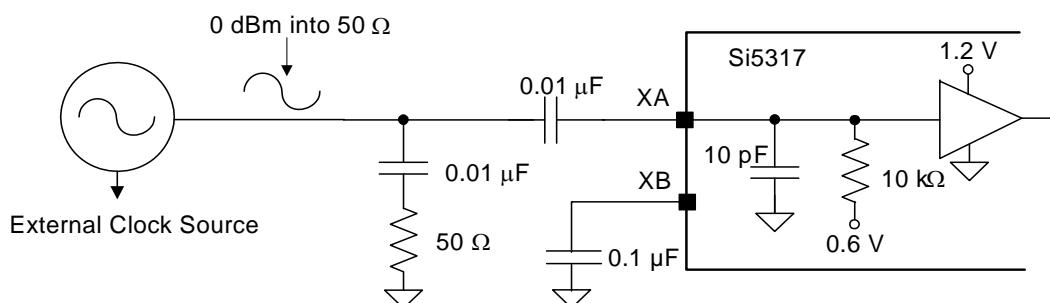 0 dBm into 50 Ω
Si5317
1.2 V
0.01 μF
XA
10 pF
0.01 μF
XB
10 kΩ
External Clock Source
50 Ω
0.1 µF
0.6 V